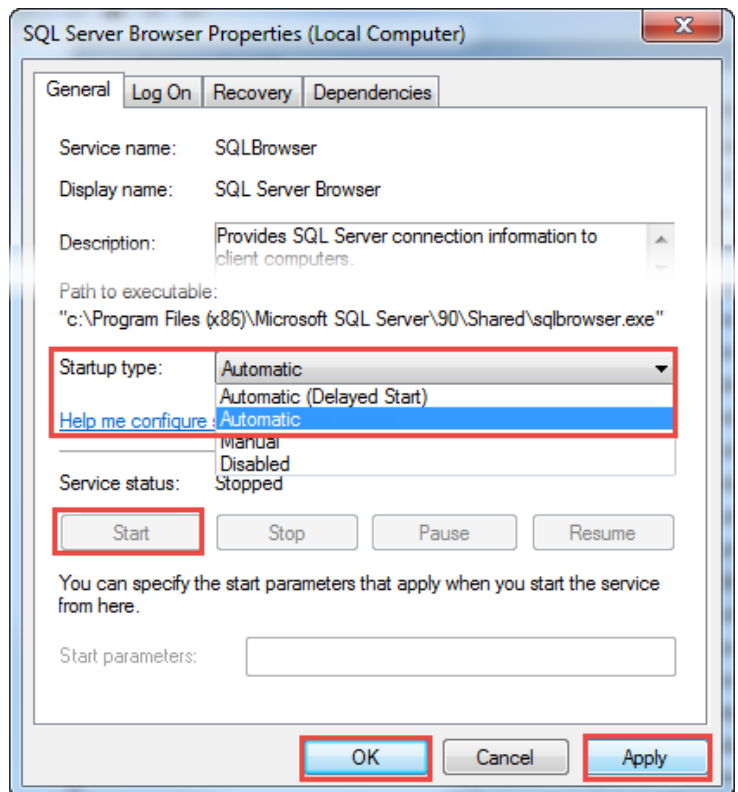 SQL Server Browser Properties (Local Computer)
General Log On Recovery Dependencies
Service name: SQLBrowser
Display name: SQL Server Browser
Description: Provides SQL Server connection information to
client computers.
Path to executable:
"c:\Program Files (x86)\Microsoft SQL Server\90\Shared\sqlbrowser.exe"
Startup type: Automatic
Automatic (Delayed Start)
Help me configure Automatic
Manual
Disabled
Service status: Stopped
Start Stop Pause Resume
You can specify the start parameters that apply when you start the service
from here.
Start parameters:
OK Cancel Apply